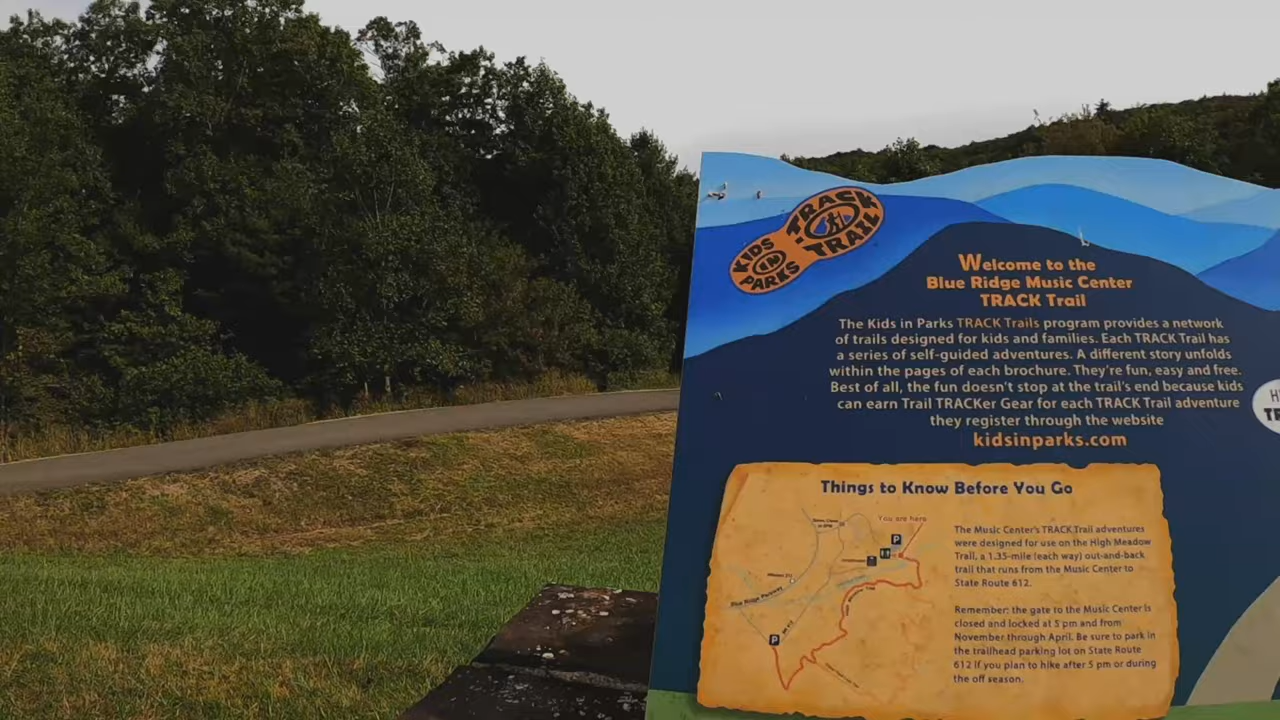 KIDS
IN
PARKS
TRACK
TRAIL
Welcome to the
Blue Ridge Music Center
TRACK Trail
The Kids in Parks TRACK Trails program provides a network
of trails designed for kids and families. Each TRACK Trail has
a series of self-guided adventures. A different story unfolds
within the pages of each brochure. They're fun, easy and free.
Best of all, the fun doesn't stop at the trail's end because kids
can earn Trail TRACKer Gear for each TRACK Trail adventure
they register through the website
kidsinparks.com
Things to Know Before You Go
You are here
P
Blue Ridge Parkway
P
The Music Center's TRACK Trail adventures
were designed for use on the High Meadow
Trail, a 1.35-mile (each way) out-and-back
trail that runs from the Music Center to
State Route 612.
Remember: the gate to the Music Center is
closed and locked at 5 pm and from
November through April. Be sure to park in
the trailhead parking lot on State Route
612 if you plan to hike after 5 pm or during
the off season.